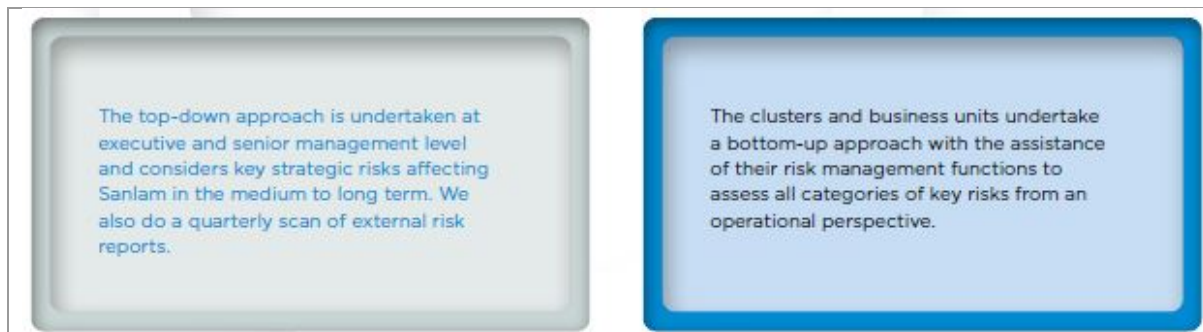 The top-down approach is undertaken at
executive and senior management level
and considers key strategic risks affecting
Sanlam in the medium to long term. We
also do a quarterly scan of external risk
reports.
The clusters and business units undertake
a bottom-up approach with the assistance
of their risk management functions to
assess all categories of key risks from an
operational perspective.